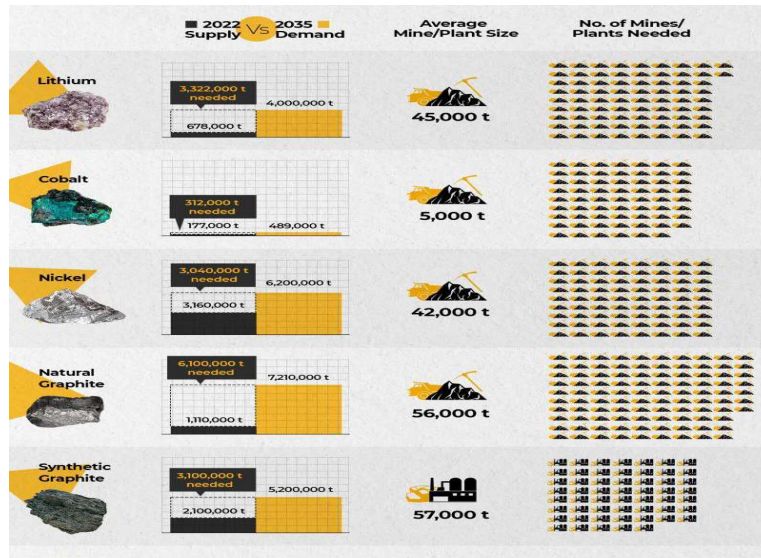 2022 Vs 2035
Supply Demand
Average
Mine/Plant Size
No. of Mines/
Plants Needed
Lithium
3,322,000 t
needed
678,000 t
4,000,000 t
45,000 t
Cobalt
312,000 t
needed
177,000 t
489,000 t
5,000 t
Nickel
3,040,000 t
needed
3,160,000 t
6,200,000 t
42,000 t
Natural
Graphite
6,100,000 t
needed
1,110,000 t
7,210,000 t
56,000 t
Synthetic
Graphite
3,100,000 t
needed
2,100,000 t
5,200,000 t
57,000 t